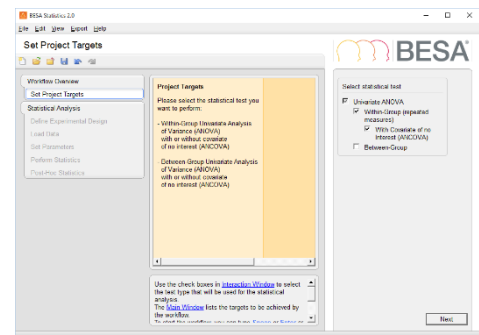 BESA Statistics 2.0
File Edit View Export Help
Set Project Targets
BESA
Workflow Overview
Set Project Targets
Statistical Analysis
Define Experimental Design
Load Data
Set Parameters
Perform Statistics
Post-Proc Statistics
Project Targets
Please select the statistical test you
want to perform.
- Within-Group Univariate Analysis
of Variance (ANOVA)
with or without covariate
of no interest (ANCOVA)
- Between-Group Univariate Analysis
of Variance (ANOVA)
with or without covariate
of no interest (ANCOVA)
Use the check boxes in Interaction Window to select
the test type that will be used for the statistical
analysis.
The Main Window lists the targets to be achieved by
the workflow.
Select statistical test
Univariate ANOVA
Within-Group (repeated
measures)
With Covariate of no
interest (ANCOVA)
Between-Group
Next